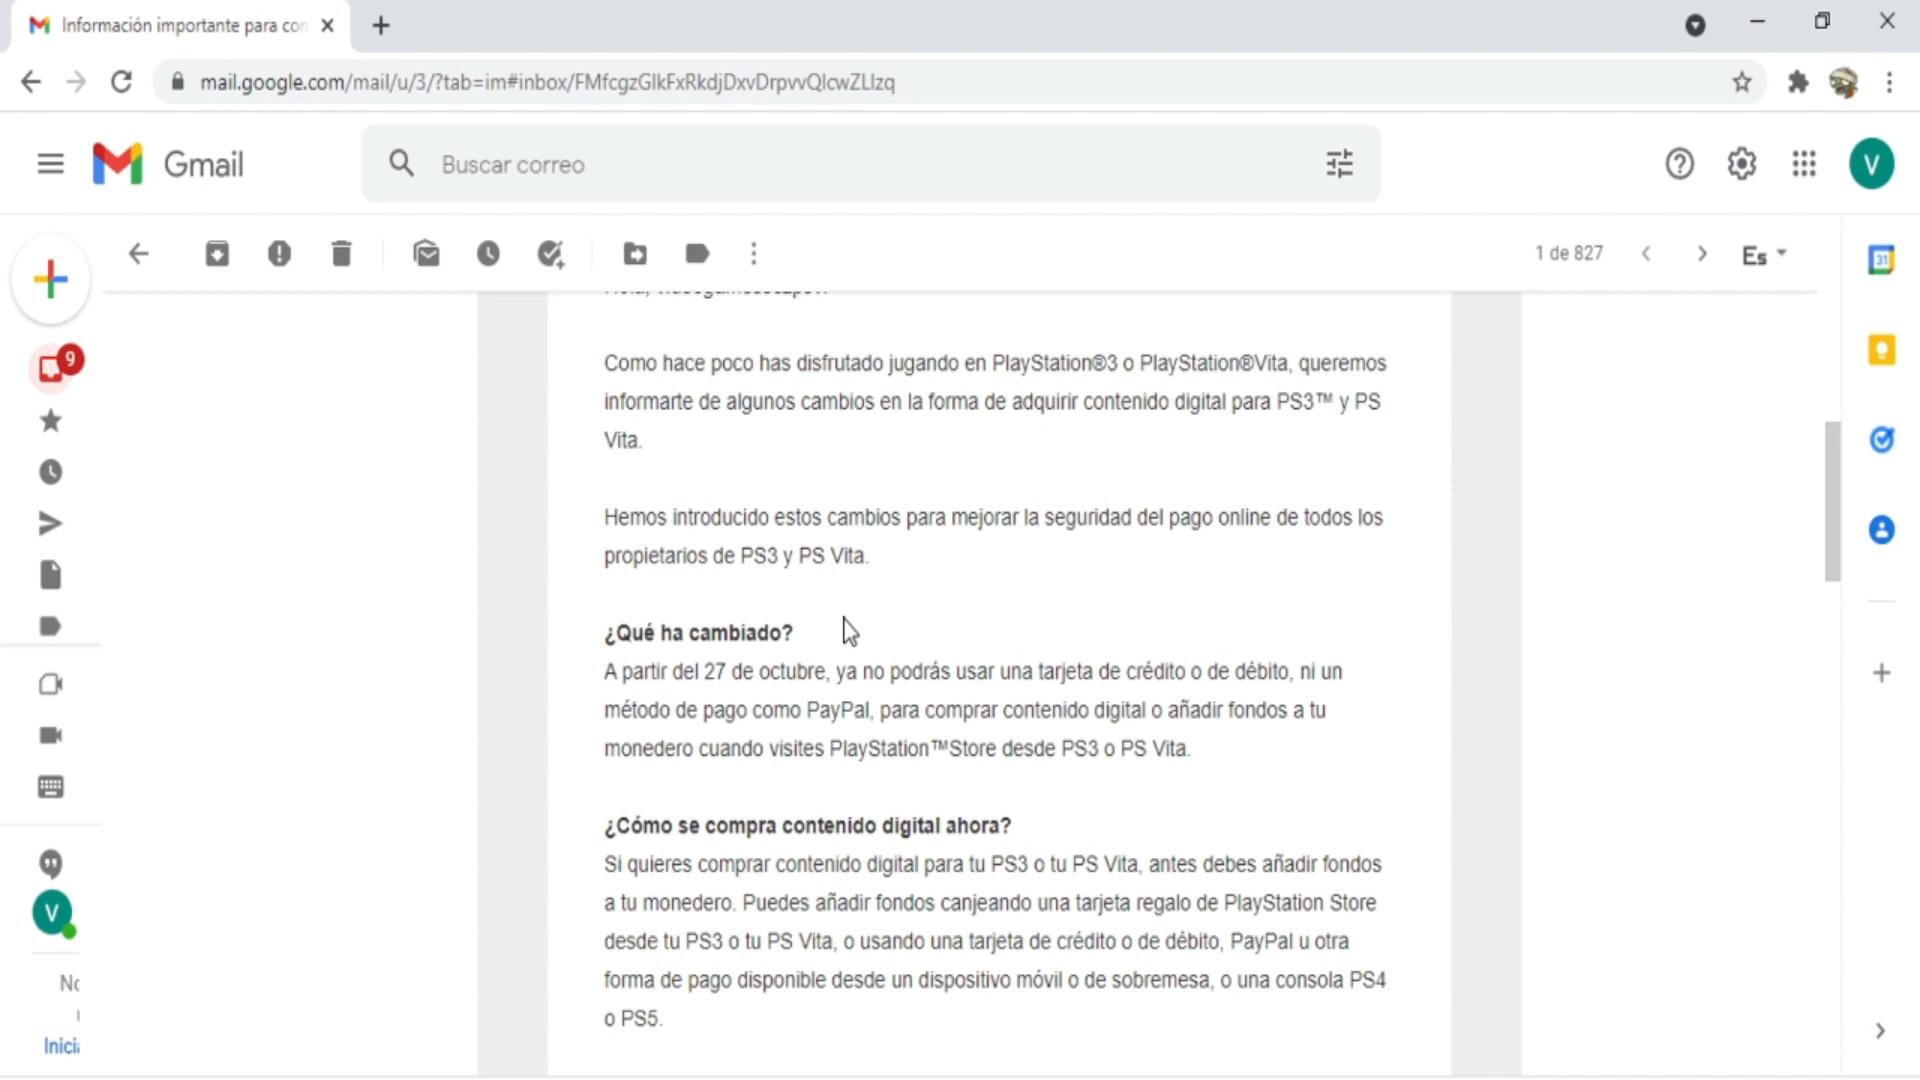 Información importante para con
mail.google.com/mail/u/3/?tab=im#inbox/FMfcgzGlkFxRkdjDxvDrpvvQlcwZLlzq
Gmail
Buscar correo
V
1 de 827
Es
31
9
Como hace poco has disfrutado jugando en PlayStation®3 o PlayStation®Vita, queremos
informarte de algunos cambios en la forma de adquirir contenido digital para PS3™ y PS
Vita.
Hemos introducido estos cambios para mejorar la seguridad del pago online de todos los
propietarios de PS3 y PS Vita.
¿Qué ha cambiado?
A partir del 27 de octubre, ya no podrás usar una tarjeta de crédito o de débito, ni un
método de pago como PayPal, para comprar contenido digital o añadir fondos a tu
monedero cuando visites PlayStation™Store desde PS3 o PS Vita.
¿Cómo se compra contenido digital ahora?
Si quieres comprar contenido digital para tu PS3 o tu PS Vita, antes debes añadir fondos
a tu monedero. Puedes añadir fondos canjeando una tarjeta regalo de PlayStation Store
desde tu PS3 o tu PS Vita, o usando una tarjeta de crédito o de débito, PayPal u otra
forma de pago disponible desde un dispositivo móvil o de sobremesa, o una consola PS4
o PS5.
V
No
Inicia